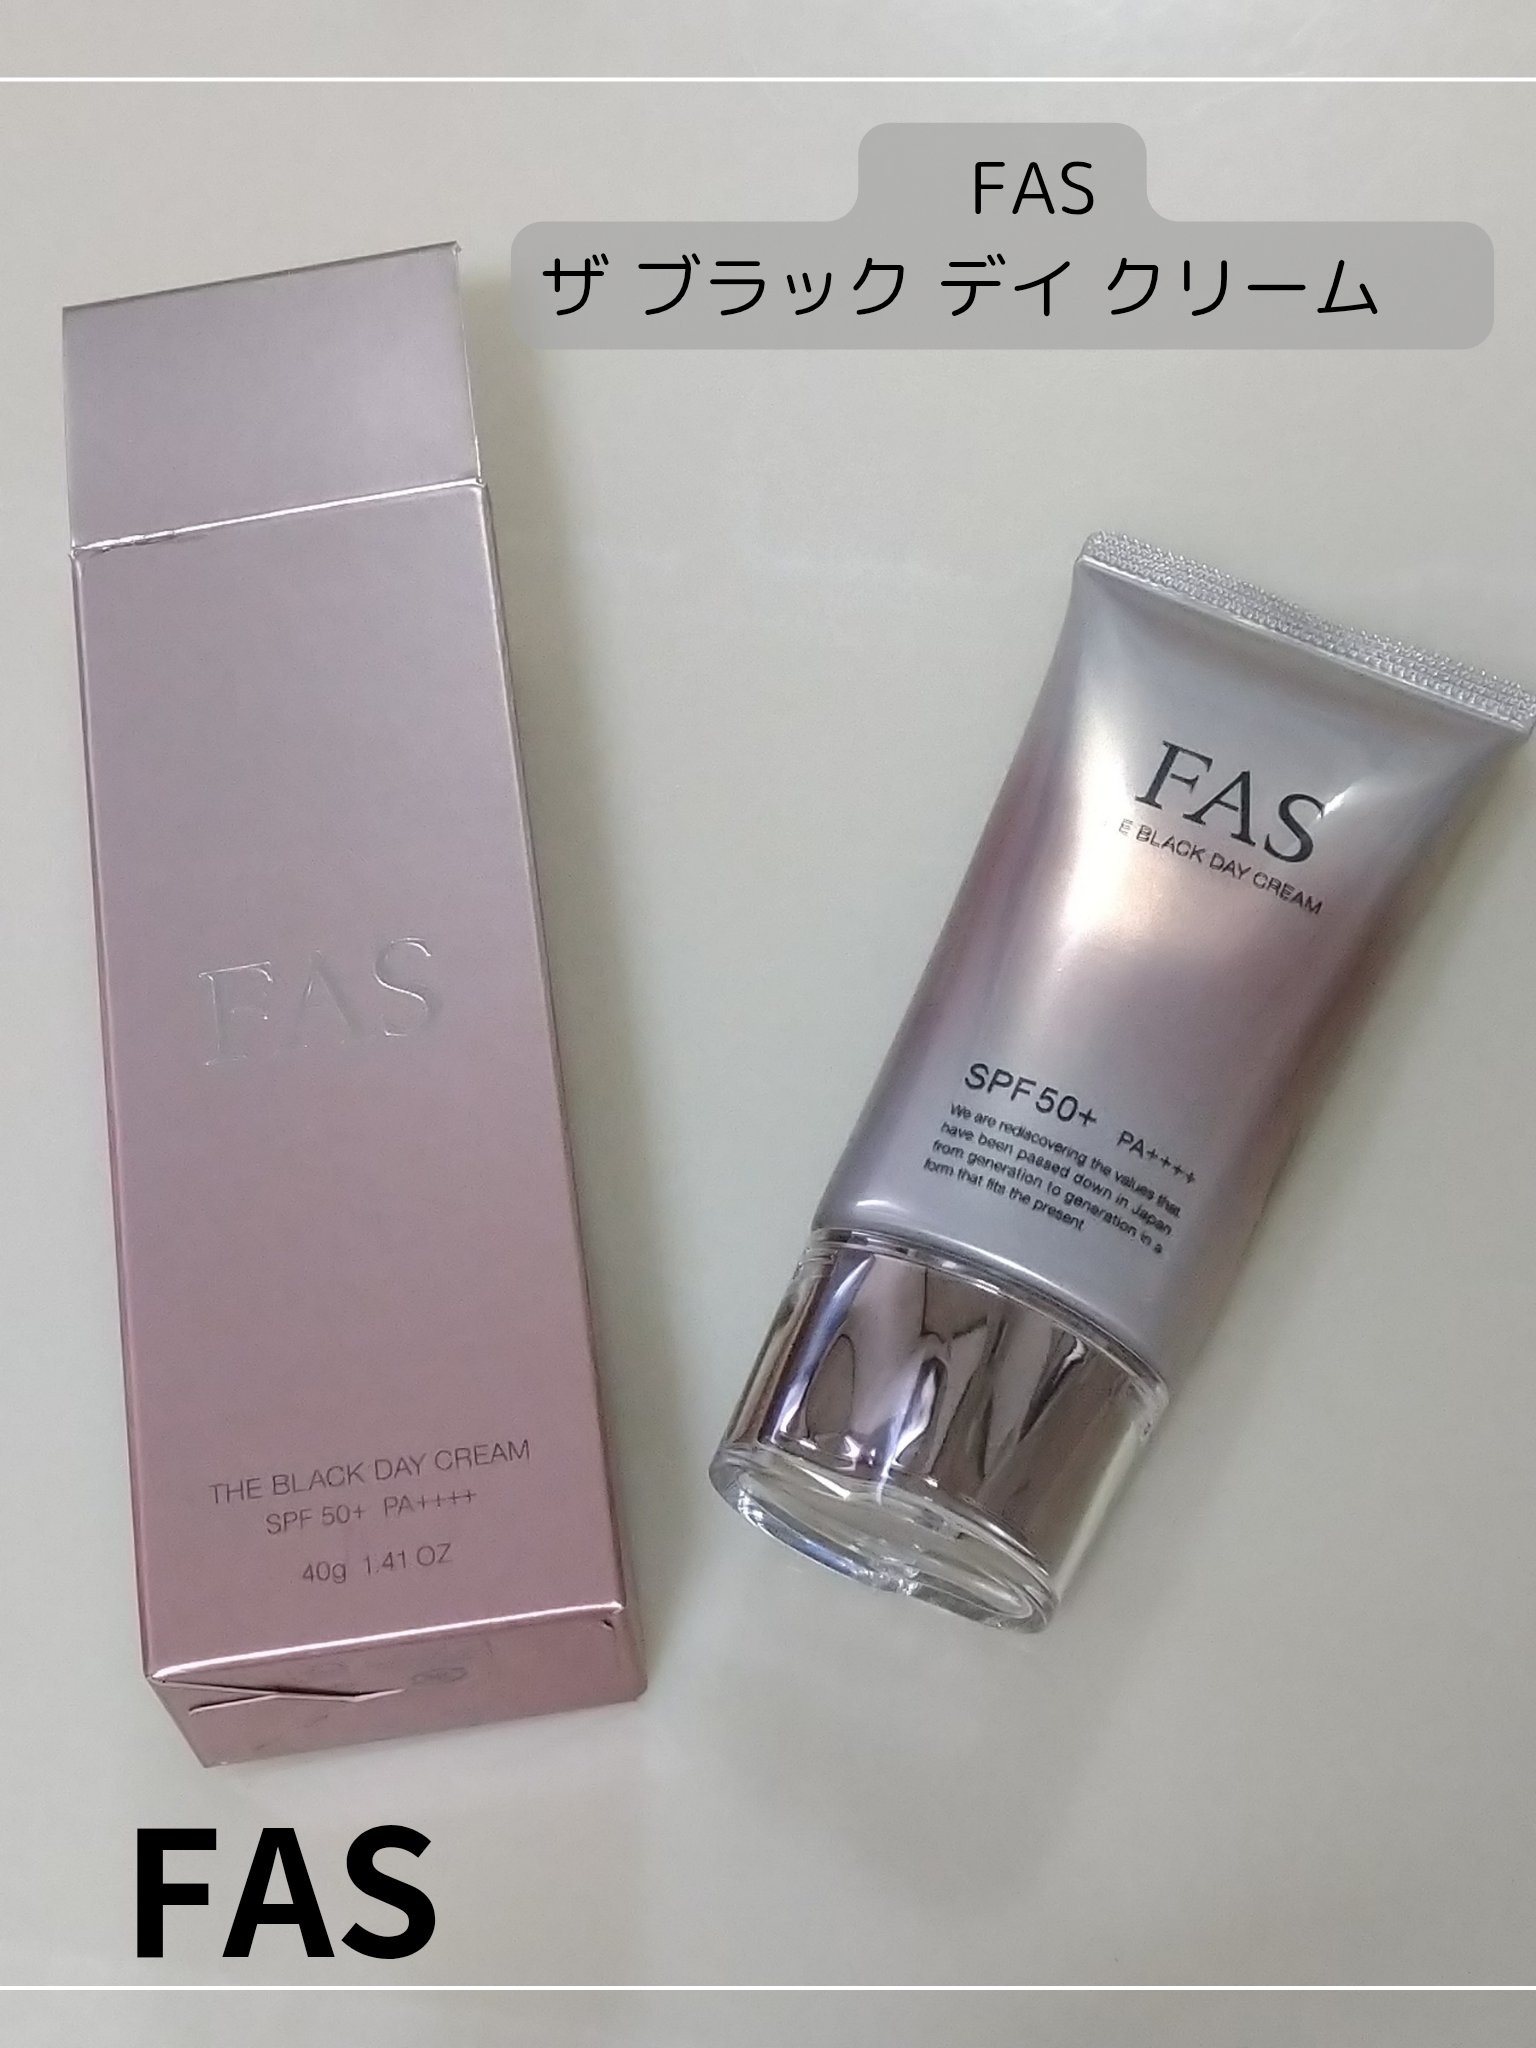 FAS
ザ ブラック デイ クリーム
FAS
THE BLACK DAY CREAM
SPF 50+ PA++++
40g 1.41 OZ
FAS
E BLACK DAY CREAM
SPF 50+ PA++++
We are rediscovering the values that
have been passed down in Japan
from generation to generation in a
form that fits the present
FAS